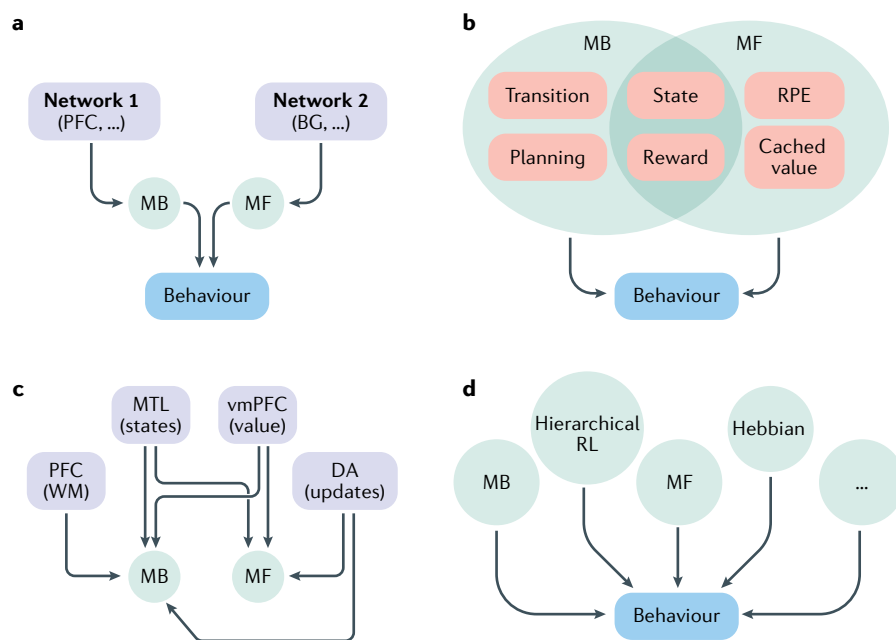 a
Network 1
(PFC, ...)
Network 2
(BG, ...)
MB
MF
Behaviour
b
MB
MF
Transition
State
RPE
Planning
Reward
Cached
value
Behaviour
c
MTL
(states)
vmPFC
(value)
PFC
(WM)
DA
(updates)
MB
MF
d
Hierarchical
RL
Hebbian
MB
MF
...
Behaviour